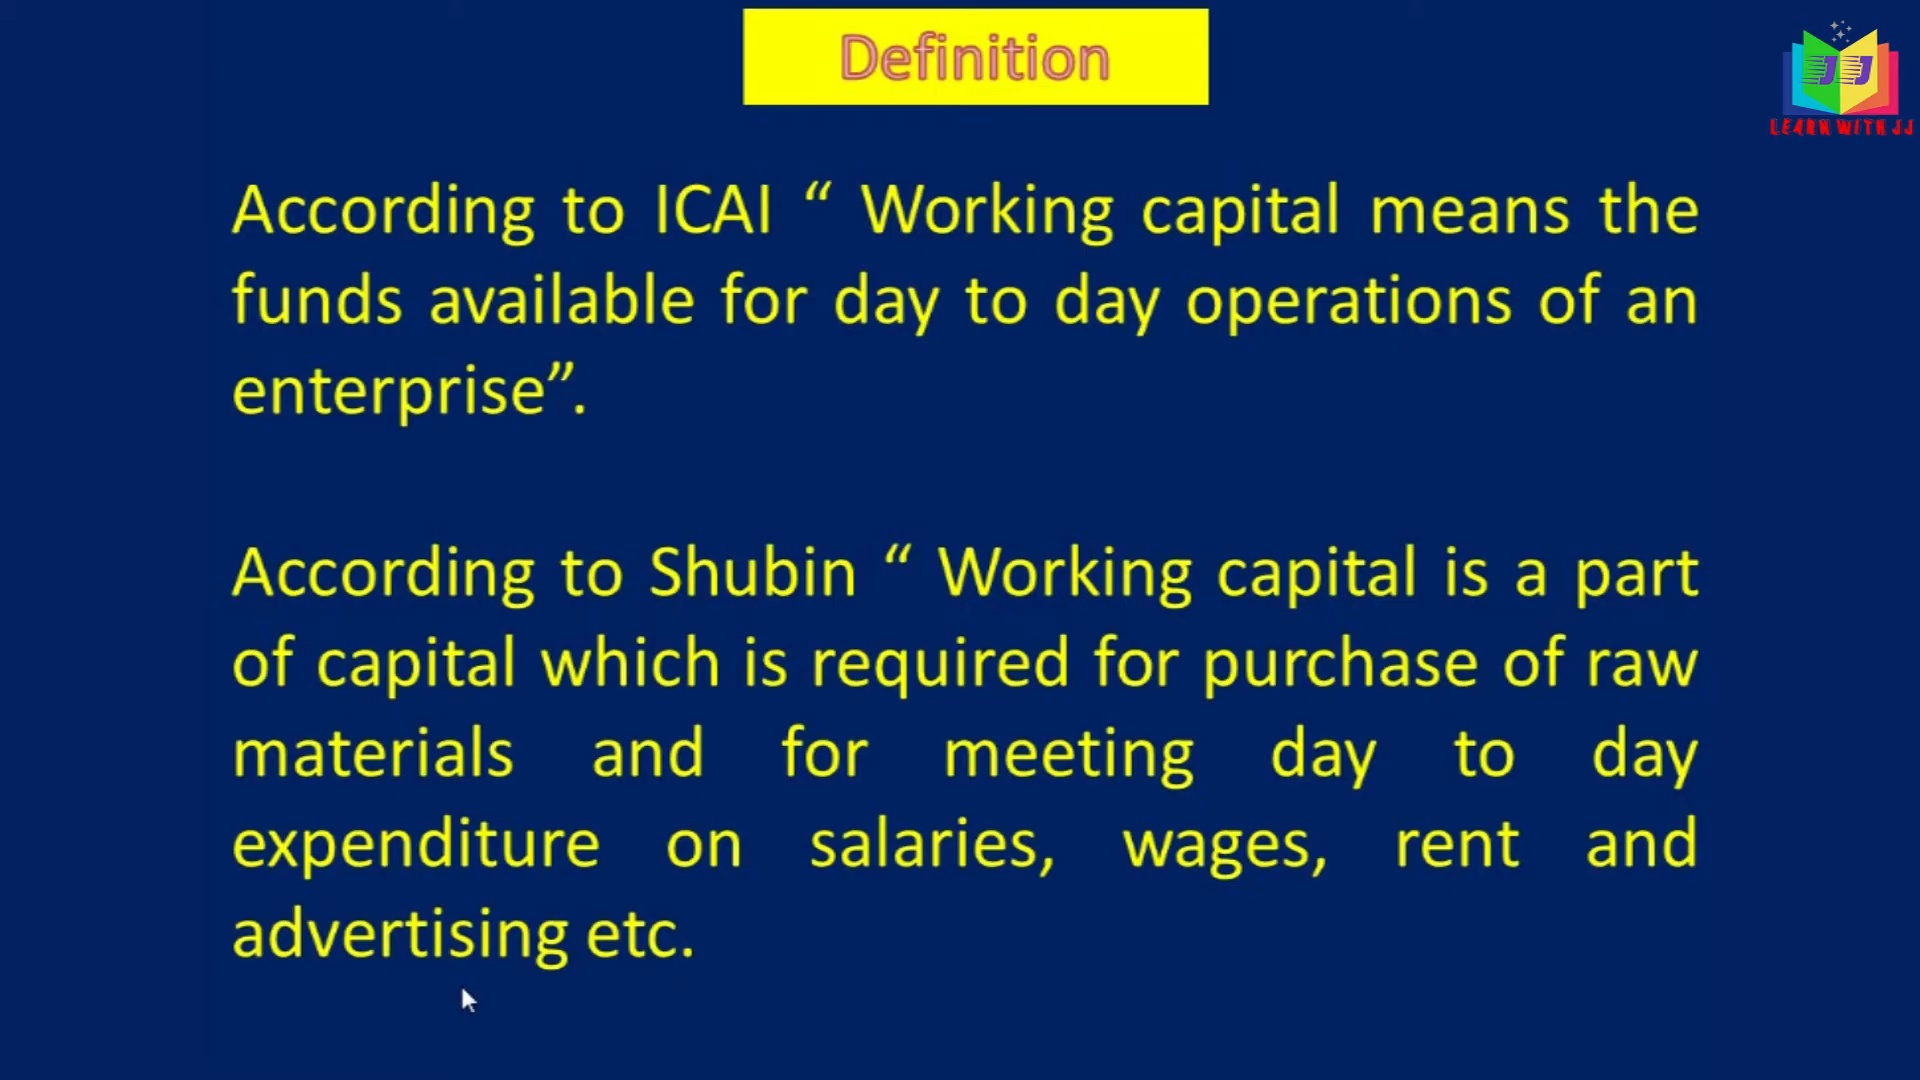 Definition
JJ
LEARN WITH JJ
According to ICAI “ Working capital means the
funds available for day to day operations of an
enterprise”.
According to Shubin “ Working capital is a part
of capital which is required for purchase of raw
materials and for meeting day to day
expenditure on salaries, wages, rent and
advertising etc.